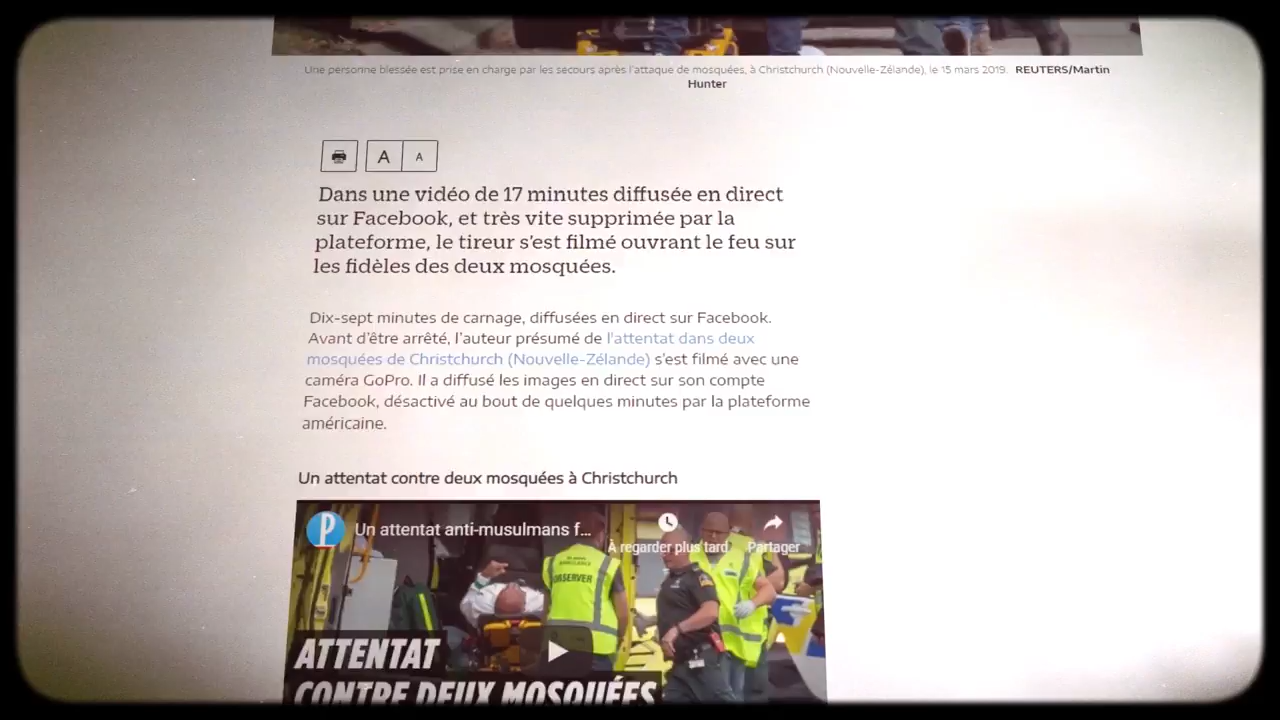 Une personne blessée est prise en charge par les secours après l'attaque de mosquées, à Christchurch (Nouvelle-Zélande), le 15 mars 2019. REUTERS/Martin
Hunter
A A
Dans une vidéo de 17 minutes diffusée en direct
sur Facebook, et très vite supprimée par la
plateforme, le tireur s'est filmé ouvrant le feu sur
les fidèles des deux mosquées.
Dix-sept minutes de carnage, diffusées en direct sur Facebook.
Avant d'être arrêté, l'auteur présumé de l'attentat dans deux
mosquées de Christchurch (Nouvelle-Zélande) s'est filmé avec une
caméra GoPro. Il a diffusé les images en direct sur son compte
Facebook, désactivé au bout de quelques minutes par la plateforme
américaine.
Un attentat contre deux mosquées à Christchurch
P Un attentat anti-musulmans f...
À regarder plus tard Partager
AMBULANCE
OBSERVER
ATTENTAT
CONTRE DEUX MOSQUÉES